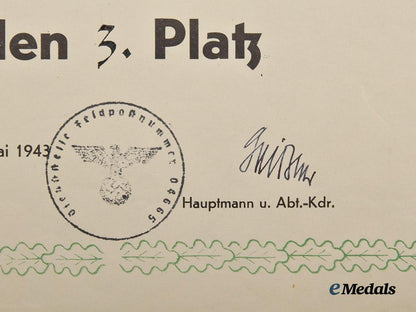 den 3. Platz
ai 1943
Dienststelle Feldpostnummer 04665
Hauptmann u. Abt.-Kdr.
eMedals